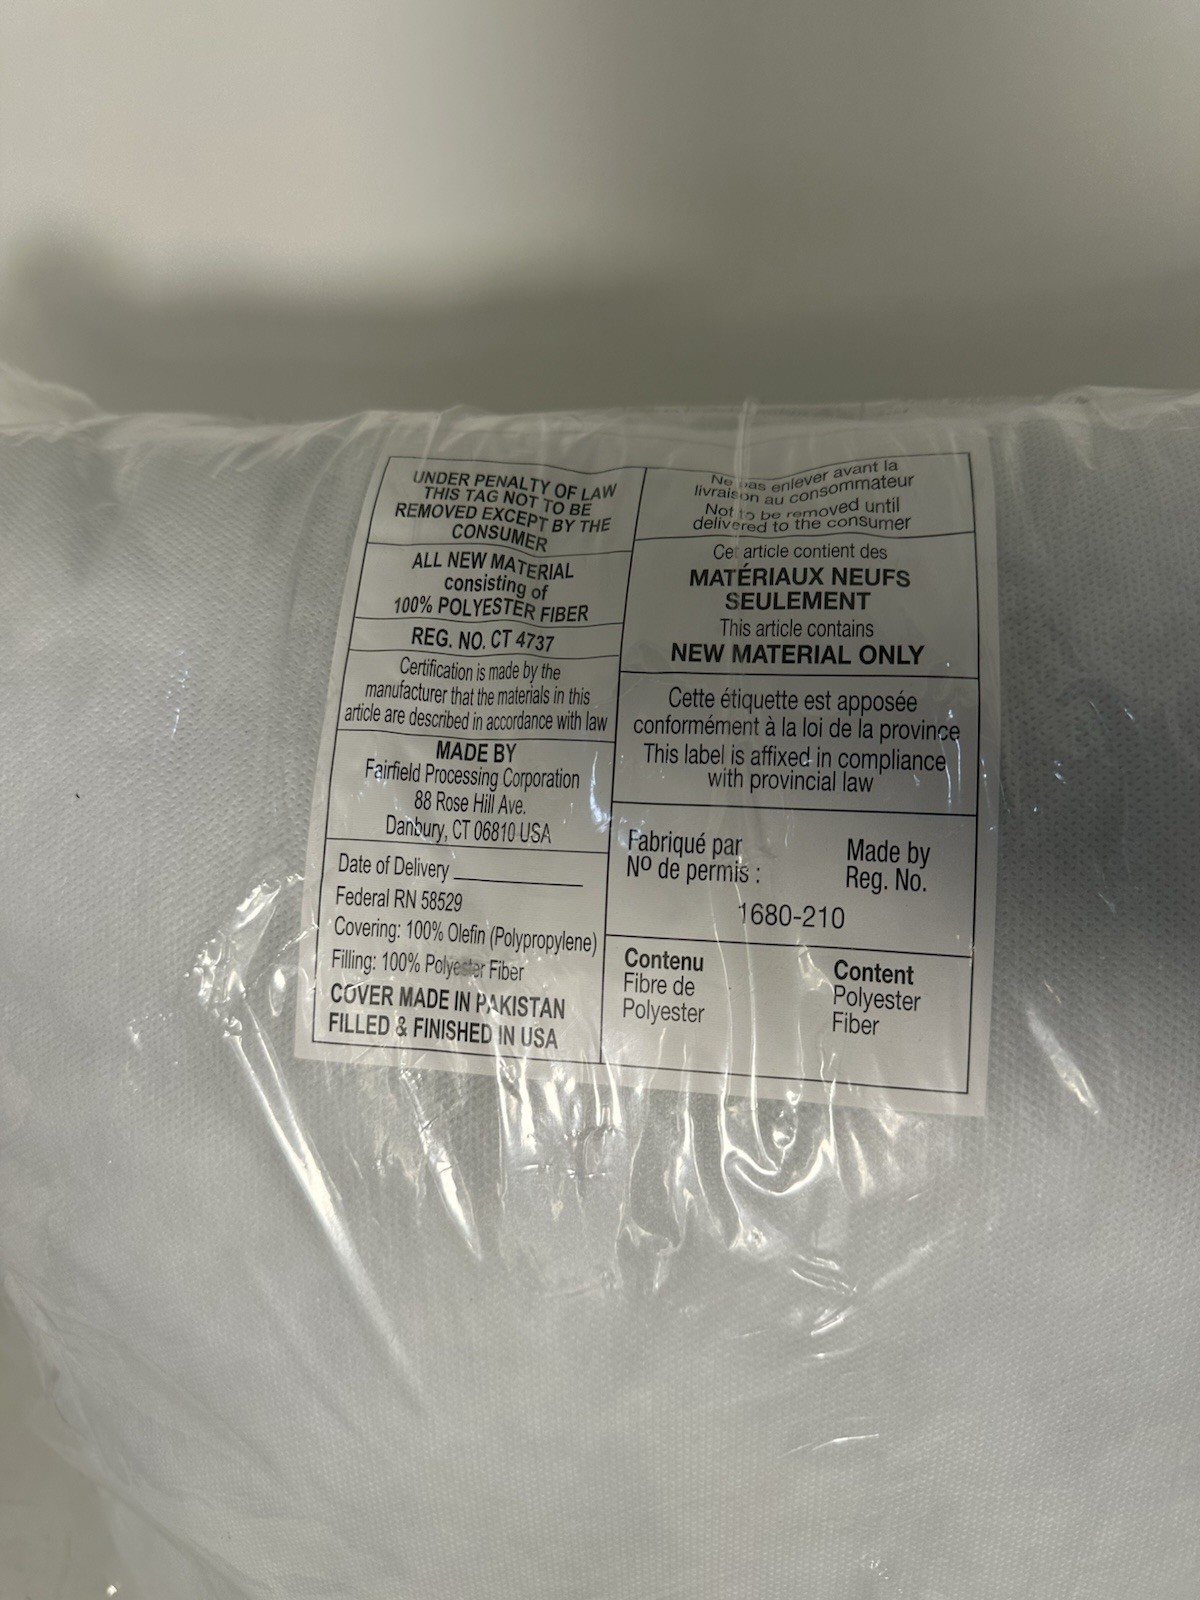 UNDER PENALTY OF LAW
THIS TAG NOT TO BE
REMOVED EXCEPT BY THE
CONSUMER
ALL NEW MATERIAL
consisting of
100% POLYESTER FIBER
REG. NO. CT 4737
Certification is made by the
manufacturer that the materials in this
article are described in accordance with law
MADE BY
Fairfield Processing Corporation
88 Rose Hill Ave.
Danbury, CT 06810 USA
Date of Delivery
Federal RN 58529
Covering: 100% Olefin (Polypropylene)
Filling: 100% Polyester Fiber
COVER MADE IN PAKISTAN
FILLED & FINISHED IN USA
Ne pas enlever avant la
livraison au consommateur
Not to be removed until
delivered to the consumer
Cet article contient des
MATÉRIAUX NEUFS
SEULEMENT
This article contains
NEW MATERIAL ONLY
Cette étiquette est apposée
conformément à la loi de la province
This label is affixed in compliance
with provincial law
Fabriqué par Made by
Nº de permis : Reg. No.
1680-210
Contenu Content
Fibre de Polyester
Polyester Fiber